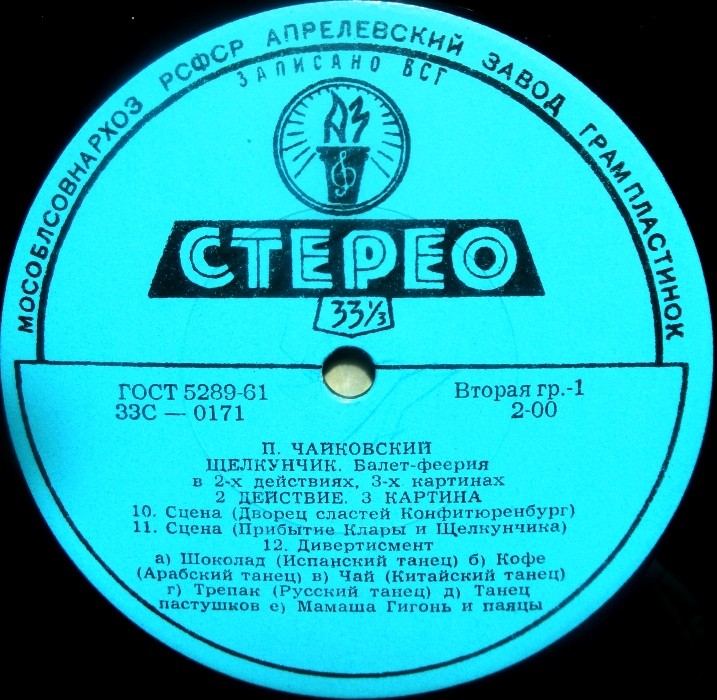 МОСОБЛСОВНАРХОЗ РСФСР АПРЕЛЕВСКИЙ ЗАВОД ГРАМПЛАСТИНОК
ЗАПИСАНО ВСГ
АЗ
СТЕРЕО
33⅓
ГОСТ 5289-61
33С — 0171
Вторая гр.-1
2-00
П. ЧАЙКОВСКИЙ
ЩЕЛКУНЧИК. Балет-феерия
в 2-х действиях, 3-х картинах
2 ДЕЙСТВИЕ. 3 КАРТИНА
10. Сцена (Дворец сластей Конфитюренбург)
11. Сцена (Прибытие Клары и Щелкунчика)
12. Дивертисмент
а) Шоколад (Испанский танец) б) Кофе
(Арабский танец) в) Чай (Китайский танец)
г) Трепак (Русский танец) д) Танец
пастушков е) Мамаша Гигонь и паяцы